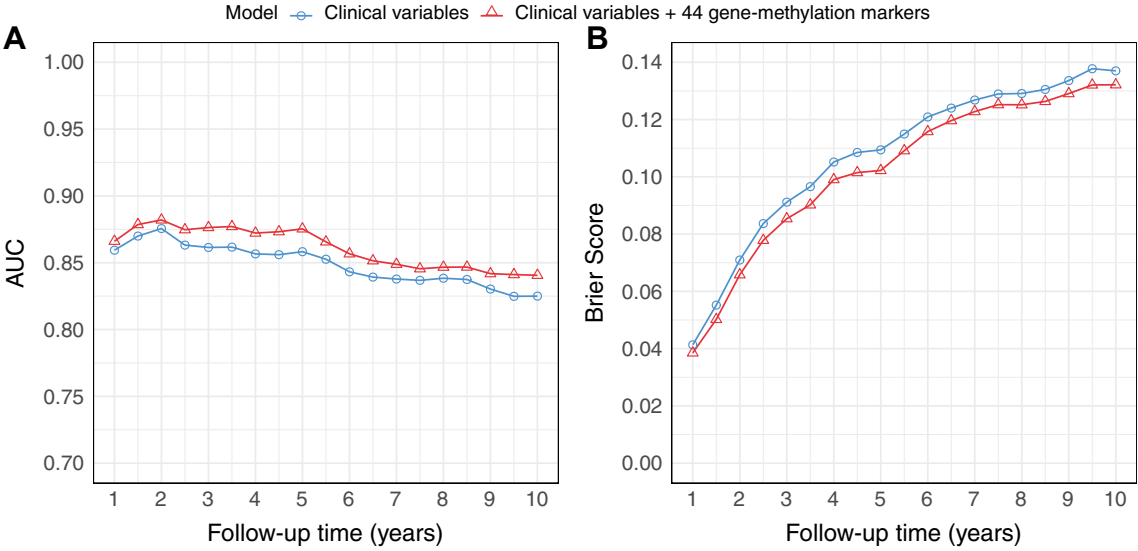 Model Clinical variables Clinical variables + 44 gene-methylation markers
A
1.00
0.95
0.90
0.85
0.80
0.75
0.70
AUC
1 2 3 4 5 6 7 8 9 10
Follow-up time (years)
B
0.14
0.12
0.10
0.08
0.06
0.04
0.02
0.00
Brier Score
1 2 3 4 5 6 7 8 9 10
Follow-up time (years)